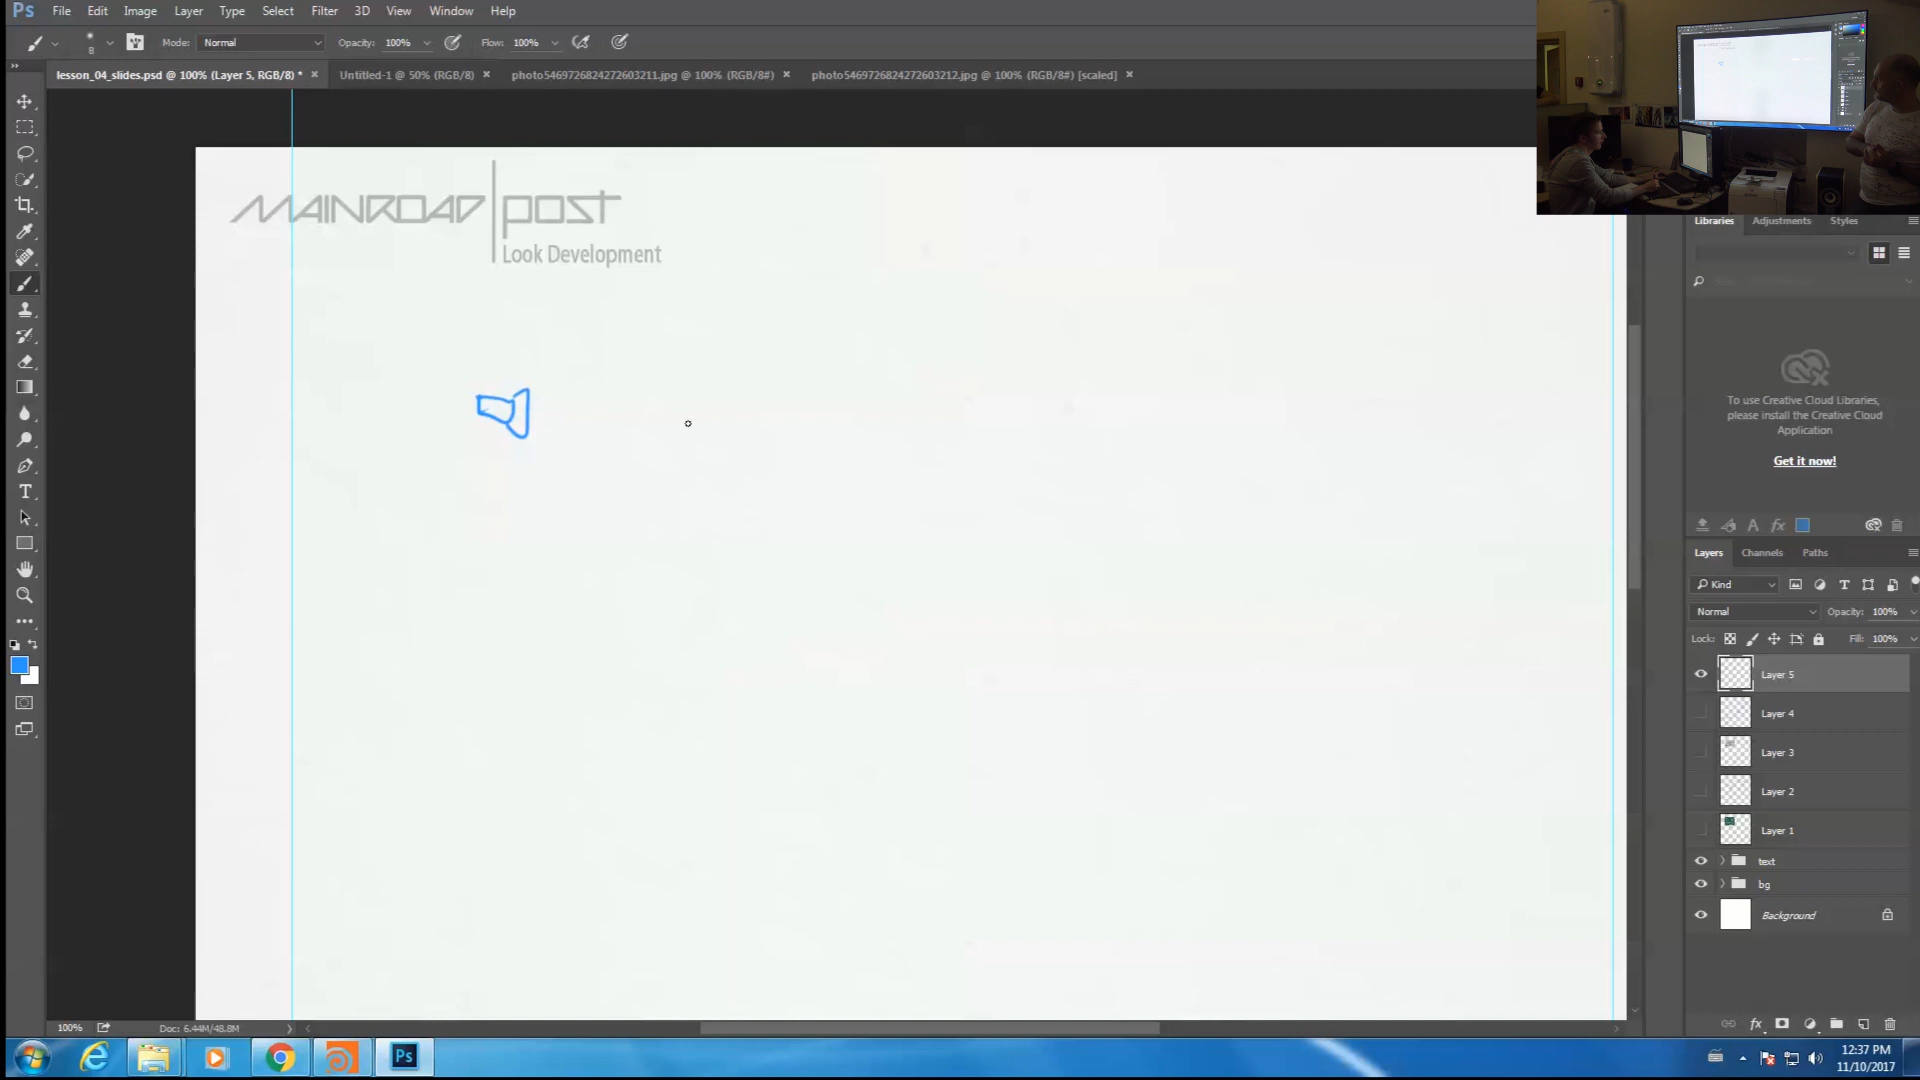 Ps File Edit Image Layer Type Select Filter 3D View Window Help
8 Mode: Normal Opacity: 100% Flow: 100%
lesson_04_slides.psd @ 100% (Layer 5, RGB/8) * Untitled-1 @ 50% (RGB/8) photo5469726824272603211.jpg @ 100% (RGB/8#) photo5469726824272603212.jpg @ 100% (RGB/8#) [scaled]
MAINROAD post
Look Development
Libraries Adjustments Styles
To use Creative Cloud Libraries,
please install the Creative Cloud
Application
Get it now!
Layers Channels Paths
Kind
Normal Opacity: 100%
Lock: Fill: 100%
Layer 5
Layer 4
Layer 3
Layer 2
Layer 1
text
bg
Background
100% Doc: 6.44M/48.8M
Ps
12:37 PM
11/10/2017